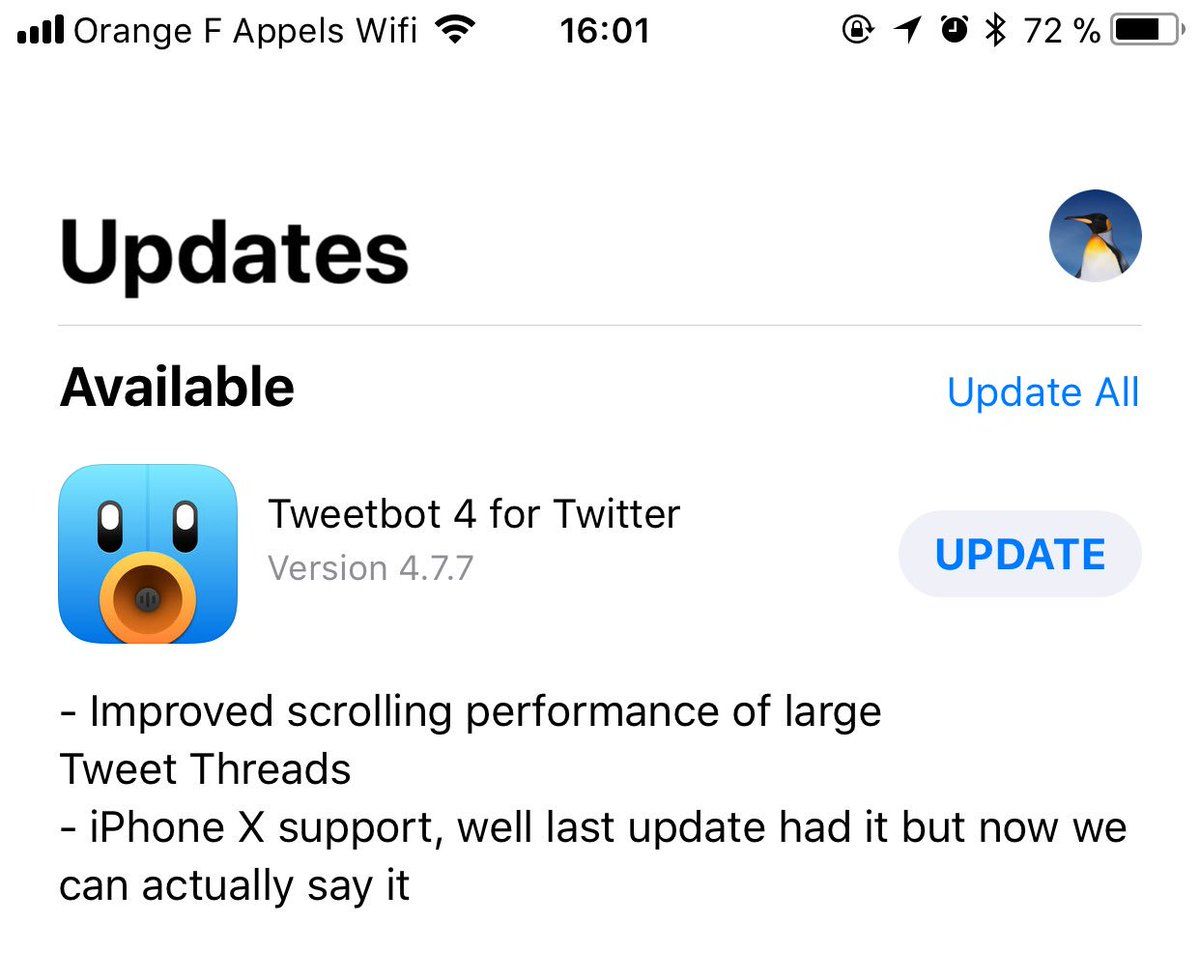 Orange F Appels Wifi 16:01 72 %
Updates
Available Update All
Tweetbot 4 for Twitter
Version 4.7.7
UPDATE
- Improved scrolling performance of large
Tweet Threads
- iPhone X support, well last update had it but now we
can actually say it